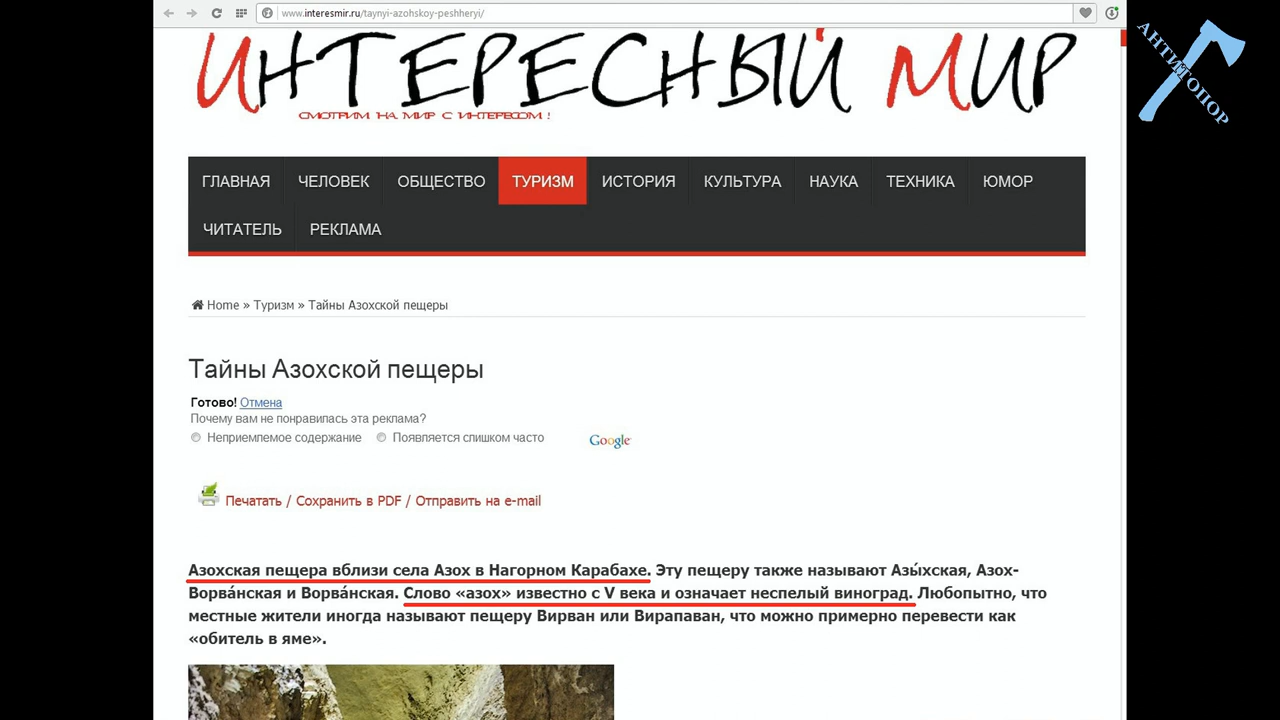 www.interesmir.ru/taynyi-azohskoy-peshheryi/
АНТИТОПОР
ИНТЕРЕСНЫЙ МИР
СМОТРИМ НА МИР С ИНТЕРЕСОМ!
ГЛАВНАЯ ЧЕЛОВЕК ОБЩЕСТВО ТУРИЗМ ИСТОРИЯ КУЛЬТУРА НАУКА ТЕХНИКА ЮМОР
ЧИТАТЕЛЬ РЕКЛАМА
Home » Туризм » Тайны Азохской пещеры
Тайны Азохской пещеры
Готово! Отмена
Почему вам не понравилась эта реклама?
Неприемлемое содержание Появляется слишком часто Google
Печатать / Сохранить в PDF / Отправить на e-mail
Азохская пещера вблизи села Азох в Нагорном Карабахе. Эту пещеру также называют Азы́хская, Азох-
Ворва́нская и Ворва́нская. Слово «азох» известно с V века и означает неспелый виноград. Любопытно, что
местные жители иногда называют пещеру Вирван или Вирапаван, что можно примерно перевести как
«обитель в яме».